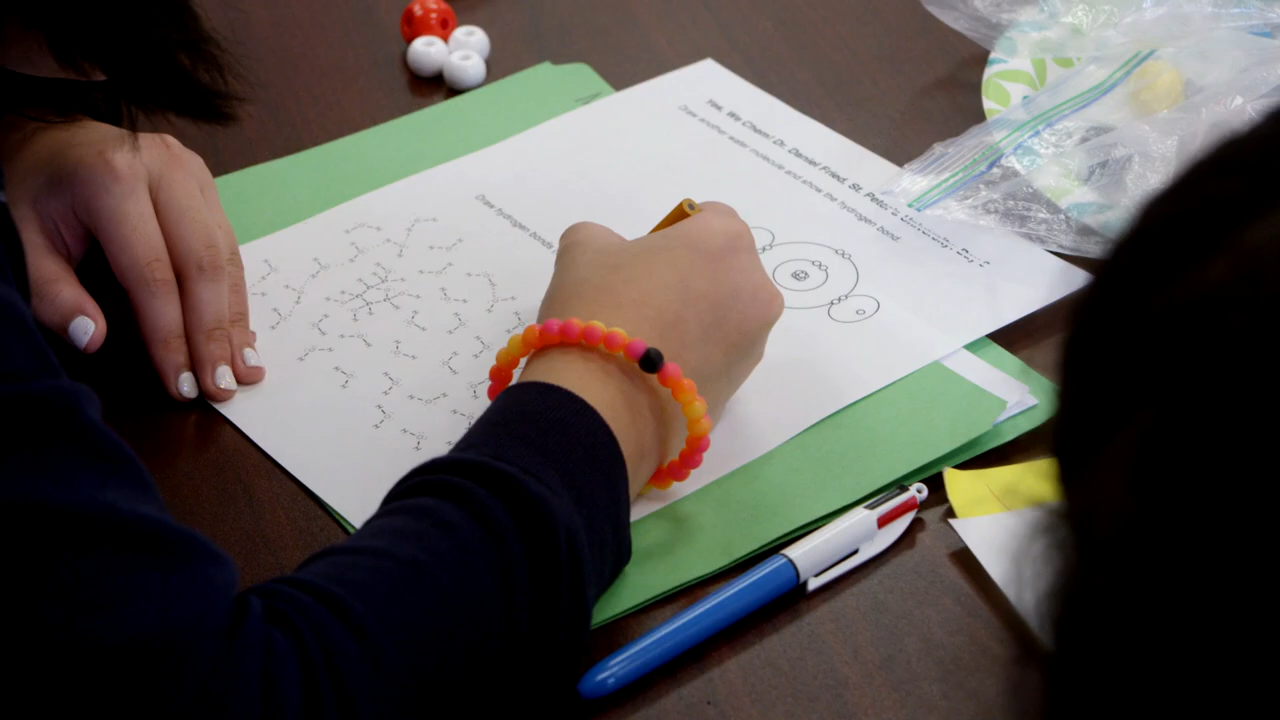 Yes, We Chem! Dr. Daniel Fried, St. Peter's University,
Draw another water molecule and show the hydrogen bond.
Draw hydrogen bonds